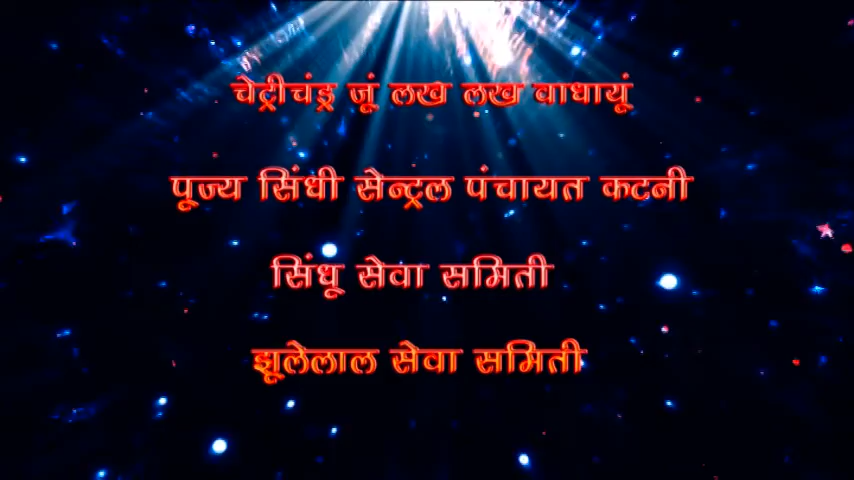 चेट्रीचंड्र जूं लख लख वाधायूं
पूज्य सिंधी सेन्ट्रल पंचायत कटनी
सिंधू सेवा समिती
झूलेलाल सेवा समिती